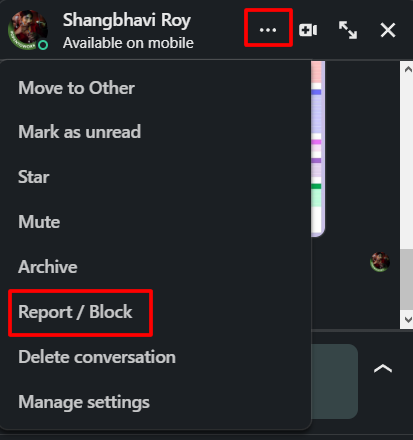 Shangbhavi Roy
Available on mobile
Move to Other
Mark as unread
Star
Mute
Archive
Report / Block
Delete conversation
Manage settings